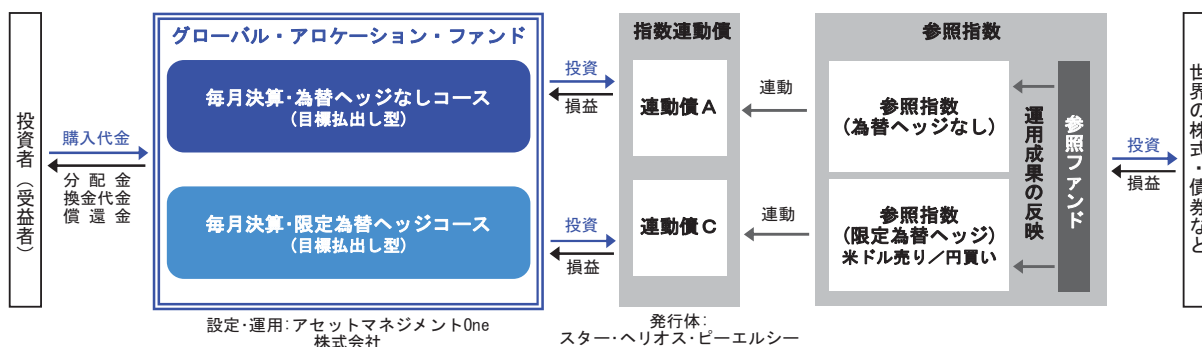 投資者（受益者）
購入代金
分配金
換金代金
償還金
グローバル・アロケーション・ファンド
毎月決算・為替ヘッジなしコース
（目標払出し型）
毎月決算・限定為替ヘッジコース
（目標払出し型）
設定・運用：アセットマネジメントOne
株式会社
投資
損益
投資
損益
指数連動債
連動債A
連動債C
発行体：
スター・ヘリオス・ピーエルシー
連動
連動
参照指数
参照指数
（為替ヘッジなし）
参照指数
（限定為替ヘッジ）
米ドル売り／円買い
運用成果の反映
参照ファンド
投資
損益
世界の株式・債券など